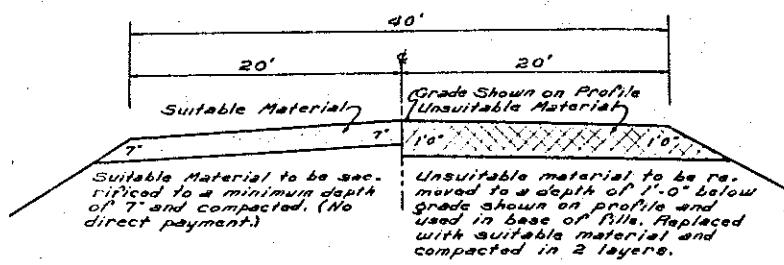 40'
20'
℄
20'
Suitable Material
Grade Shown on Profile
Unsuitable Material
7"
7"
1'0"
1'0"
Suitable Material to be sac-
rificed to a minimum depth
of 7" and compacted. (No
direct payment.)
Unsuitable material to be re-
moved to a depth of 1'-0" below
grade shown on profile and
used in base of fills. Replaced
with suitable material and
compacted in 2 layers.